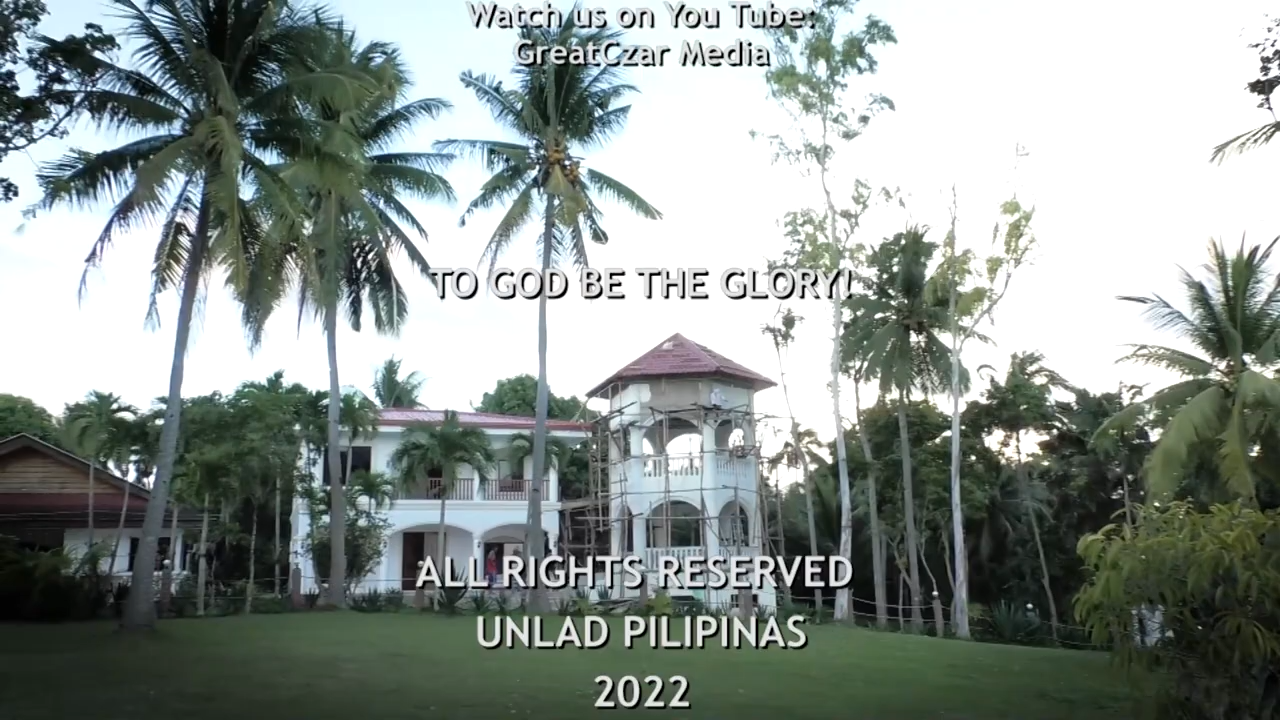 Watch us on You Tube:
GreatCzar Media
TO GOD BE THE GLORY!
ALL RIGHTS RESERVED
UNLAD PILIPINAS
2022